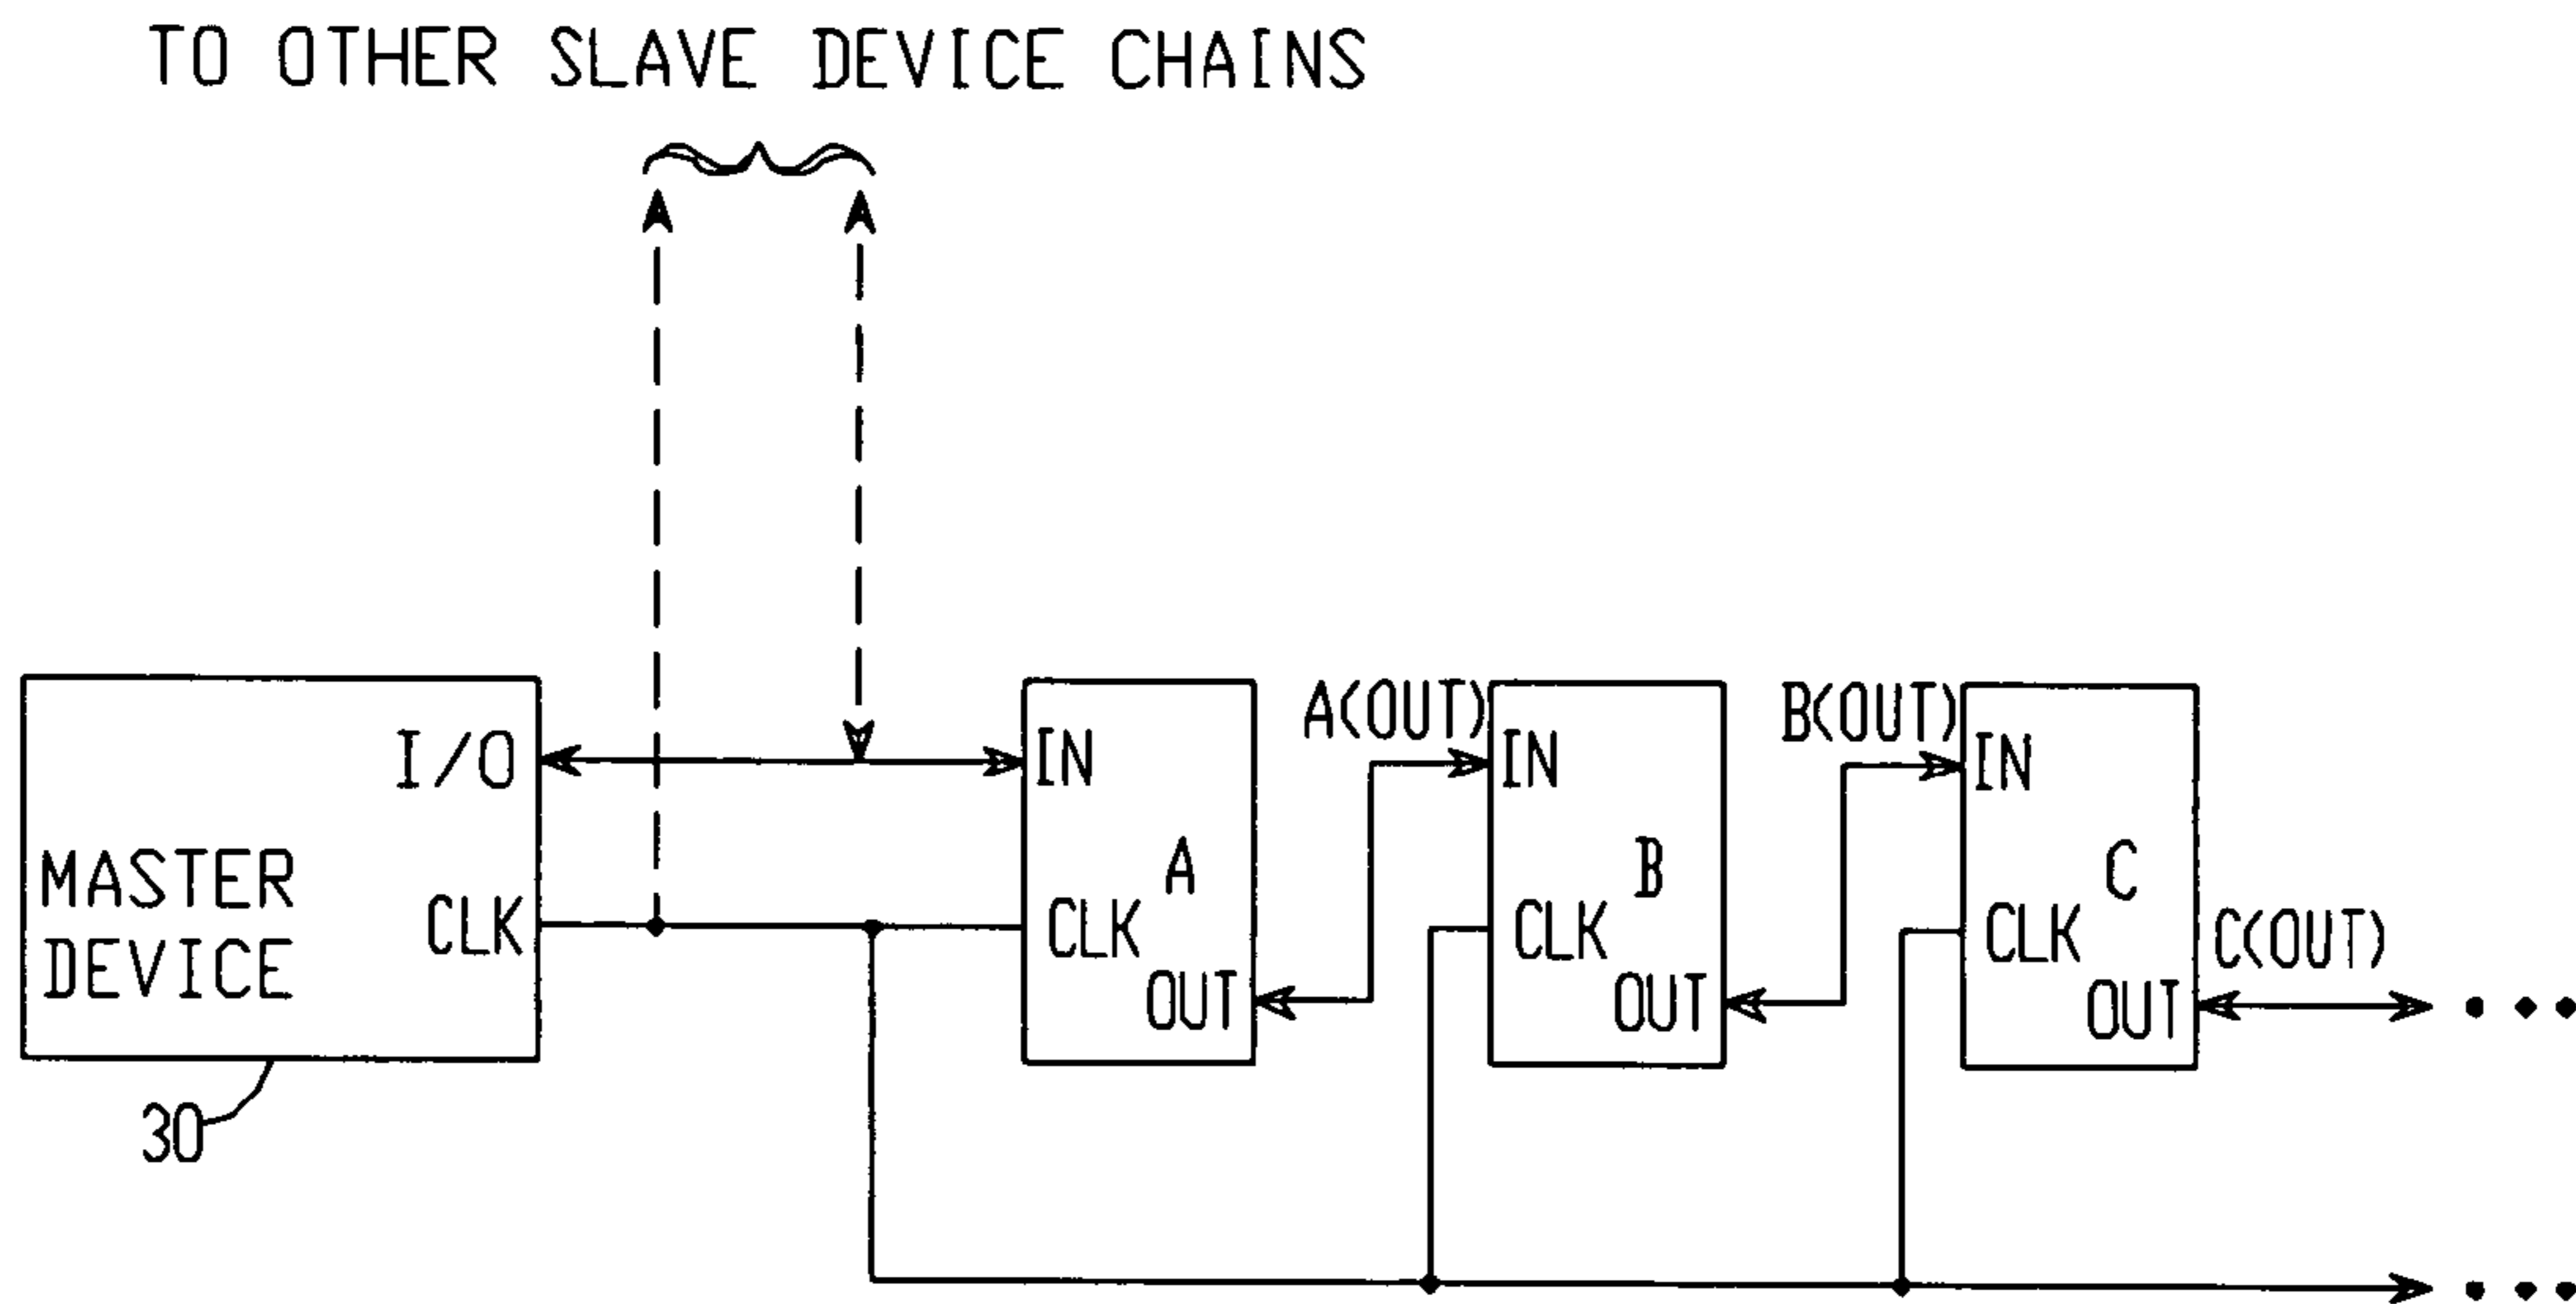 TO OTHER SLAVE DEVICE CHAINS
I/O
MASTER
DEVICE
CLK
30
IN
A
CLK
OUT
A(OUT)
IN
B
CLK
OUT
B(OUT)
IN
C
CLK
OUT
C(OUT)